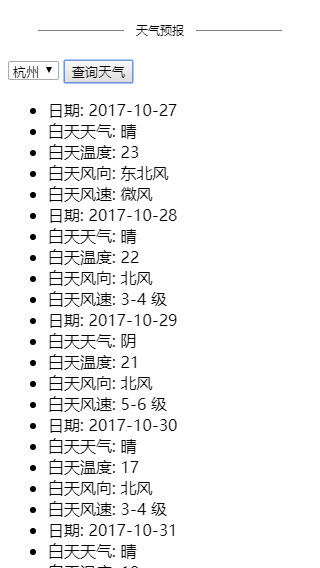 天气预报
杭州 查询天气
日期: 2017-10-27
白天天气: 晴
白天温度: 23
白天风向: 东北风
白天风速: 微风
日期: 2017-10-28
白天天气: 晴
白天温度: 22
白天风向: 北风
白天风速: 3-4 级
日期: 2017-10-29
白天天气: 阴
白天温度: 21
白天风向: 北风
白天风速: 5-6 级
日期: 2017-10-30
白天天气: 晴
白天温度: 17
白天风向: 北风
白天风速: 3-4 级
日期: 2017-10-31
白天天气: 晴